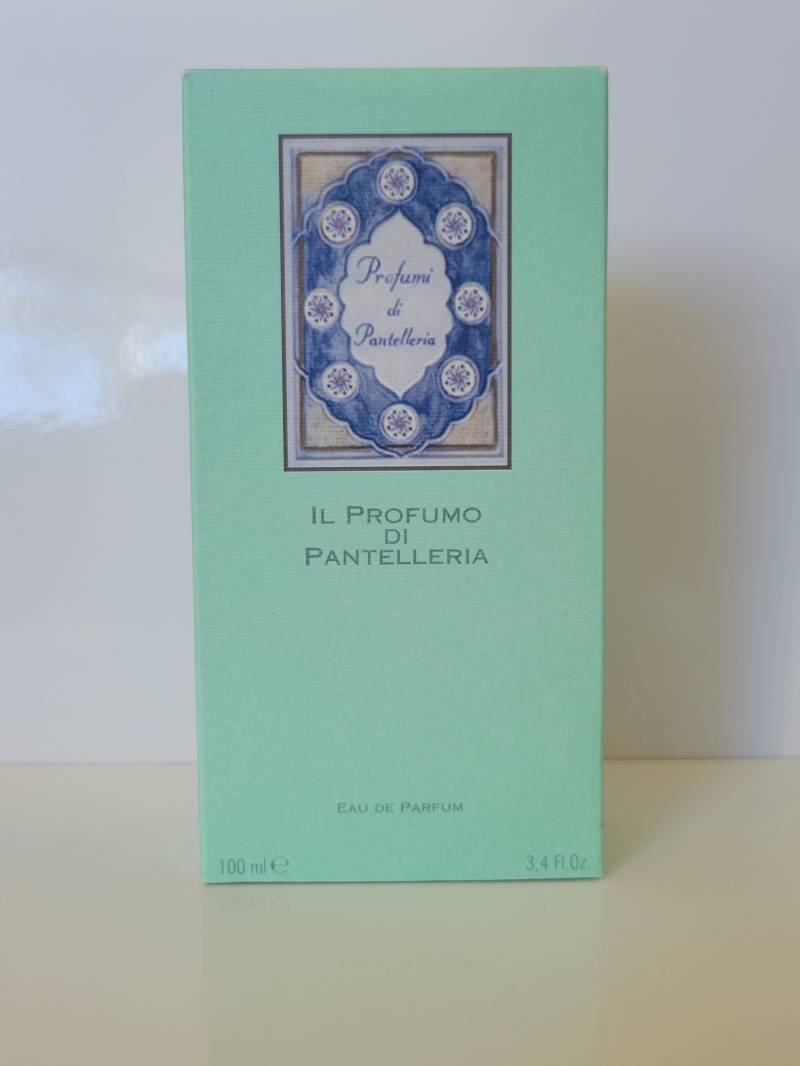 Profumi
di
Pantelleria
IL PROFUMO
DI
PANTELLERIA
EAU DE PARFUM
100 ml ℮
3,4 Fl.Oz.